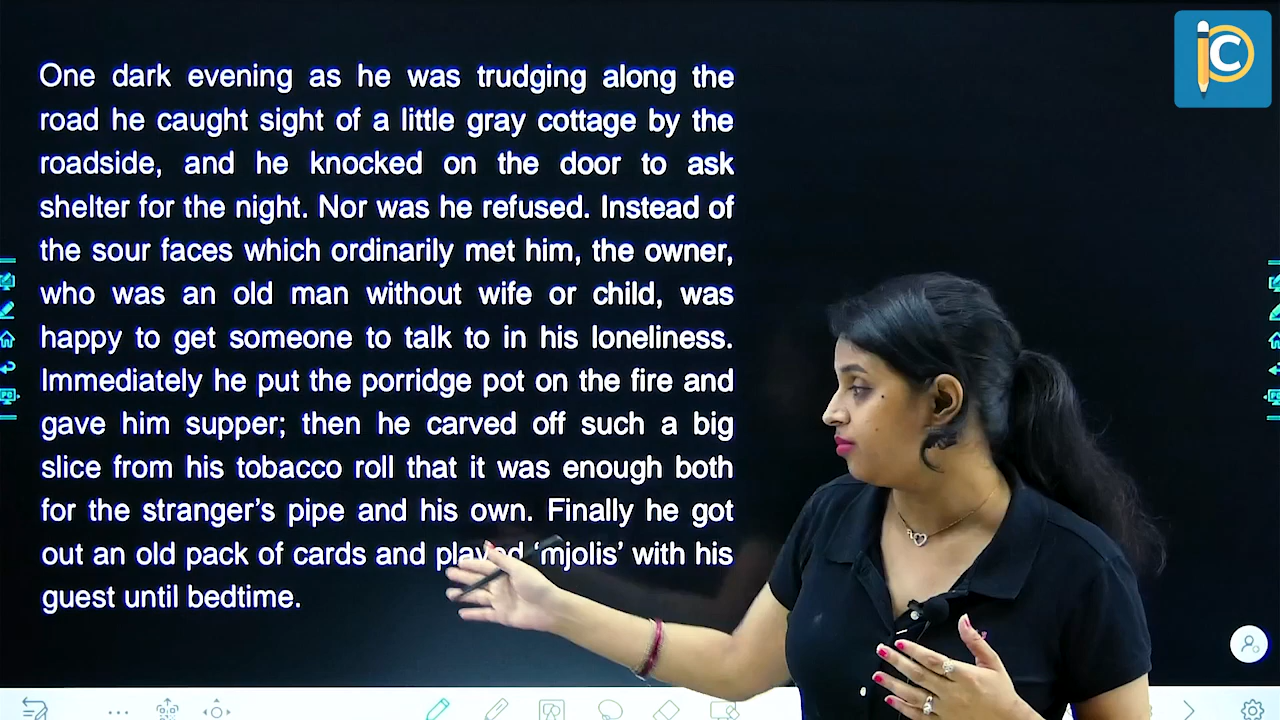 One dark evening as he was trudging along the
road he caught sight of a little gray cottage by the
roadside, and he knocked on the door to ask
shelter for the night. Nor was he refused. Instead of
the sour faces which ordinarily met him, the owner,
who was an old man without wife or child, was
happy to get someone to talk to in his loneliness.
Immediately he put the porridge pot on the fire and
gave him supper; then he carved off such a big
slice from his tobacco roll that it was enough both
for the stranger’s pipe and his own. Finally he got
out an old pack of cards and played ‘mjolis’ with his
guest until bedtime.